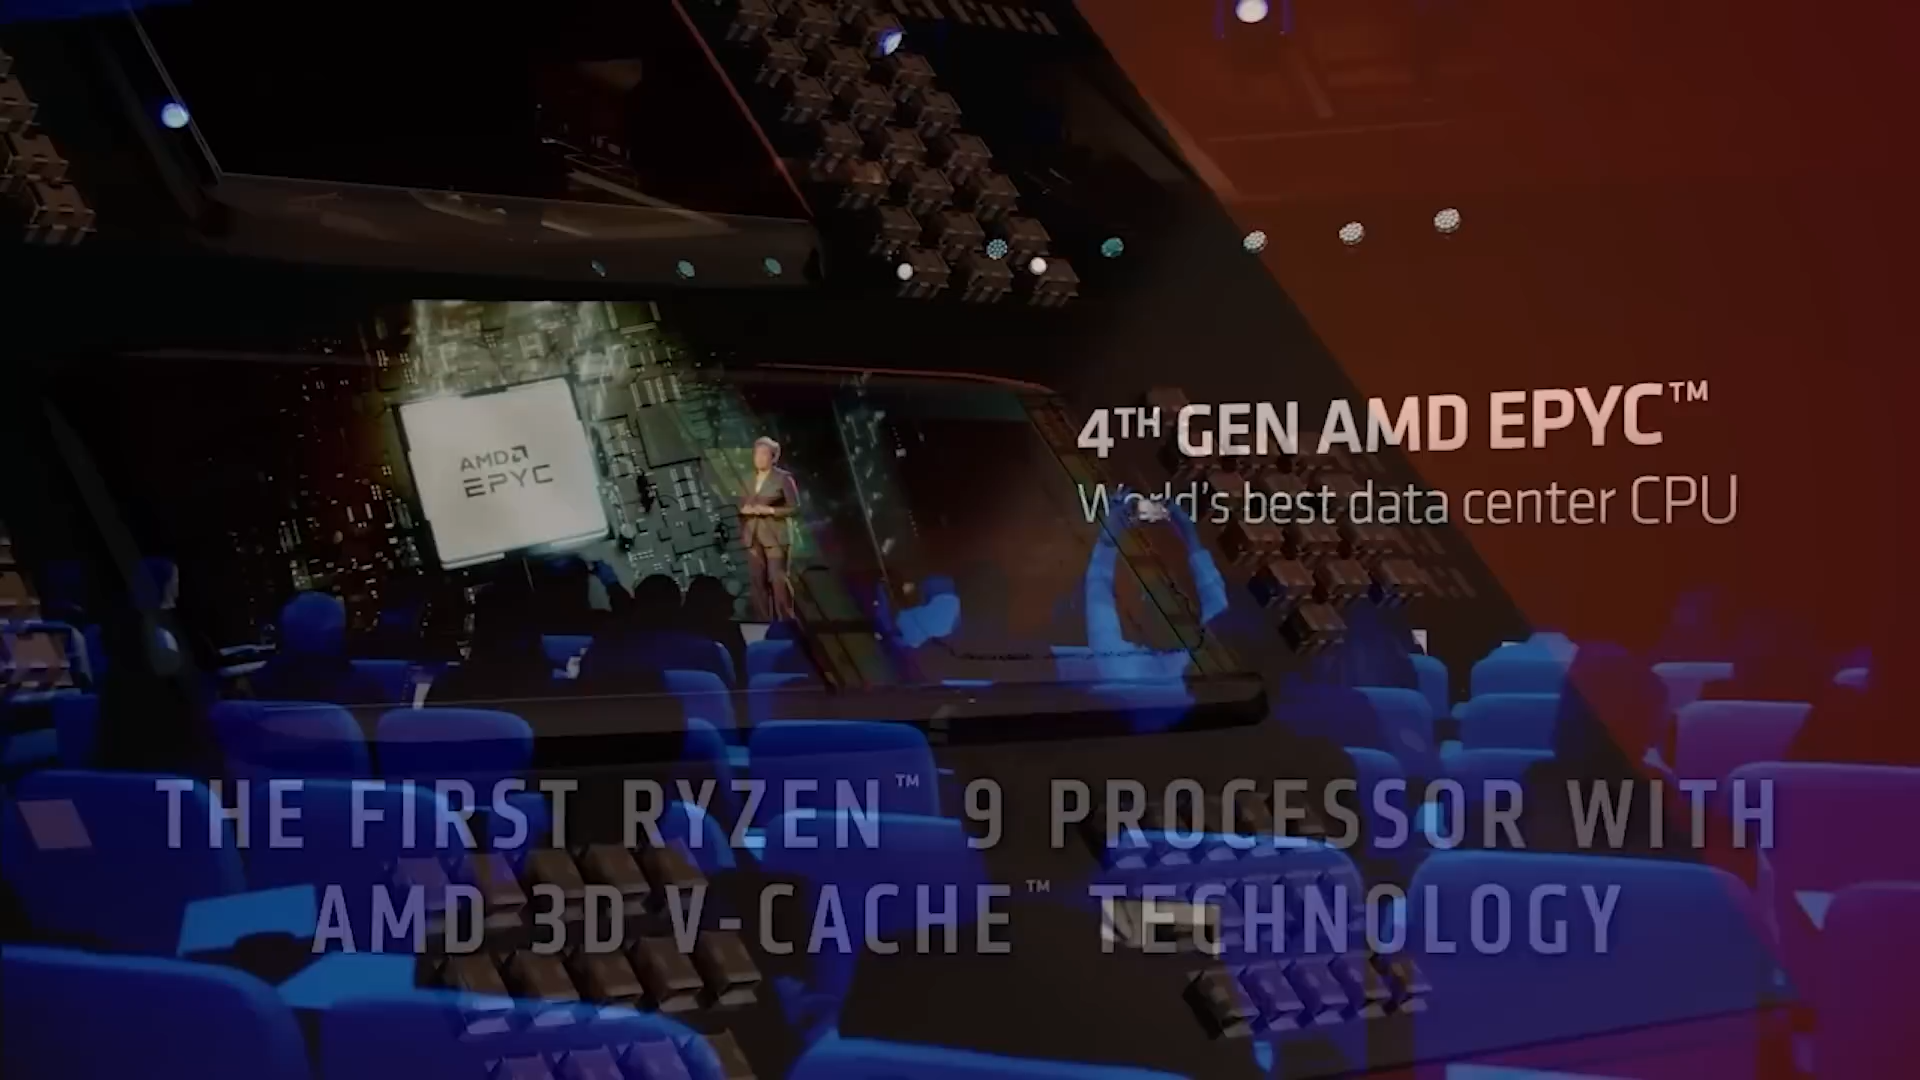 AMD
EPYC
4TH GEN AMD EPYC™
World's best data center CPU
THE FIRST RYZEN™ 9 PROCESSOR WITH
AMD 3D V-CACHE™ TECHNOLOGY